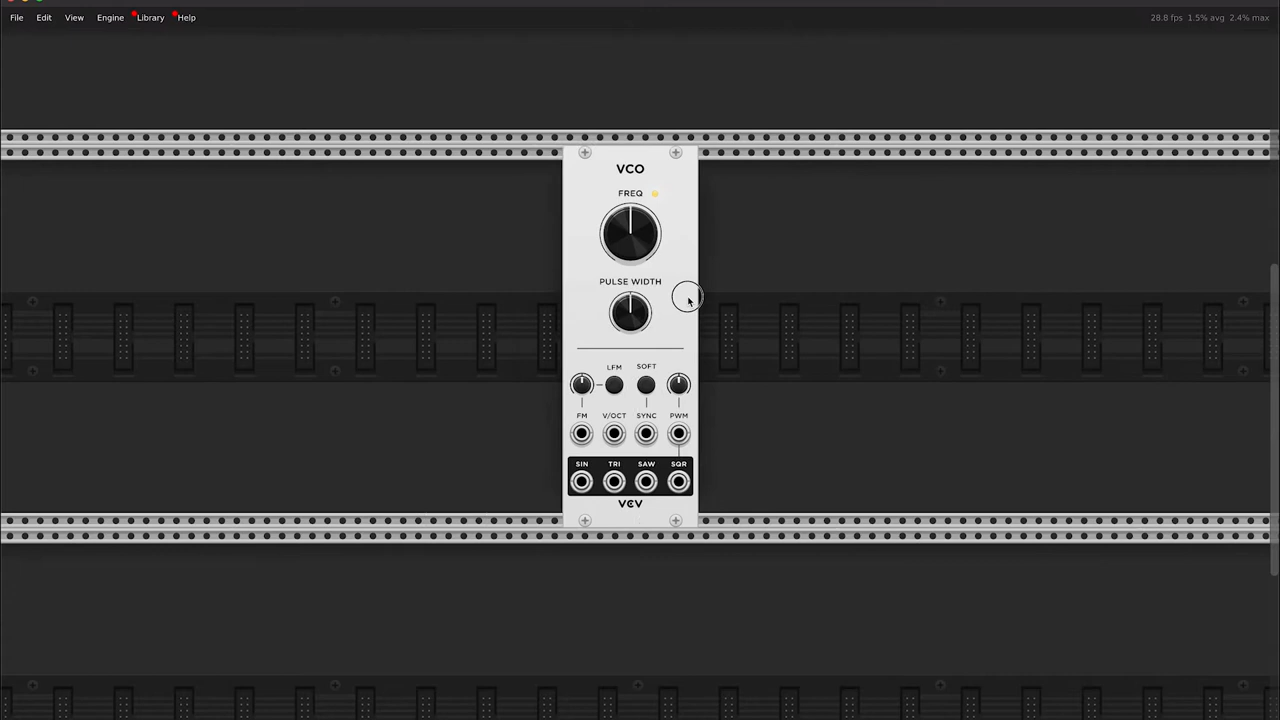 File Edit View Engine Library Help
28.8 fps 1.5% avg 2.4% max
VCO
FREQ
PULSE WIDTH
LFM SOFT
FM V/OCT SYNC PWM
SIN TRI SAW SQR
VCV